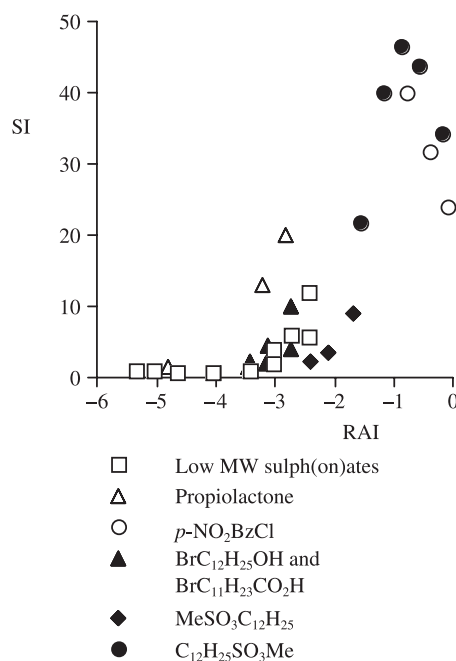 50
40
SI
30
20
10
0
−6 −5 −4 −3 −2 −1 0
RAI
Low MW sulph(on)ates
Propiolactone
p-NO₂BzCl
BrC₁₂H₂₅OH and
BrC₁₁H₂₃CO₂H
MeSO₃C₁₂H₂₅
C₁₂H₂₅SO₃Me